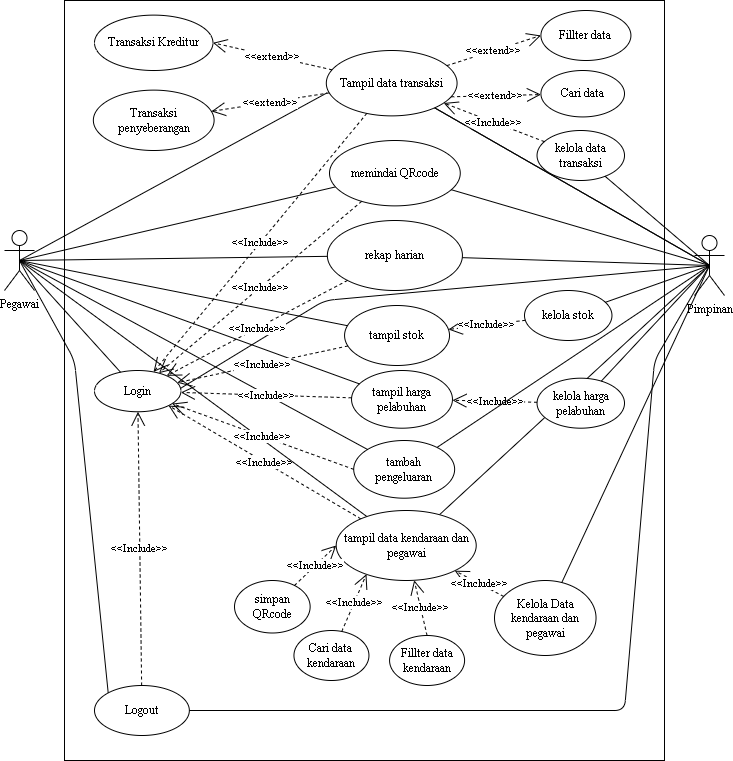 Transaksi Kreditur
<<extend>>
<<extend>>
Fillter data
Tampil data transaksi
<<extend>>
<<extend>>
Cari data
Transaksi
penyeberangan
<<Include>>
kelola data
transaksi
memindai QRcode
<<Include>>
rekap harian
Pegawai
Pimpinan
<<Include>>
<<Include>>
tampil stok
<<Include>>
kelola stok
<<Include>>
Login
<<Include>>
tampil harga
pelabuhan
<<Include>>
kelola harga
pelabuhan
<<Include>>
<<Include>>
tambah
pengeluaran
tampil data kendaraan dan
pegawai
<<Include>>
<<Include>>
<<Include>>
simpan
QRcode
<<Include>>
<<Include>>
Kelola Data
kendaraan dan
pegawai
Cari data
kendaraan
Fillter data
kendaraan
Logout